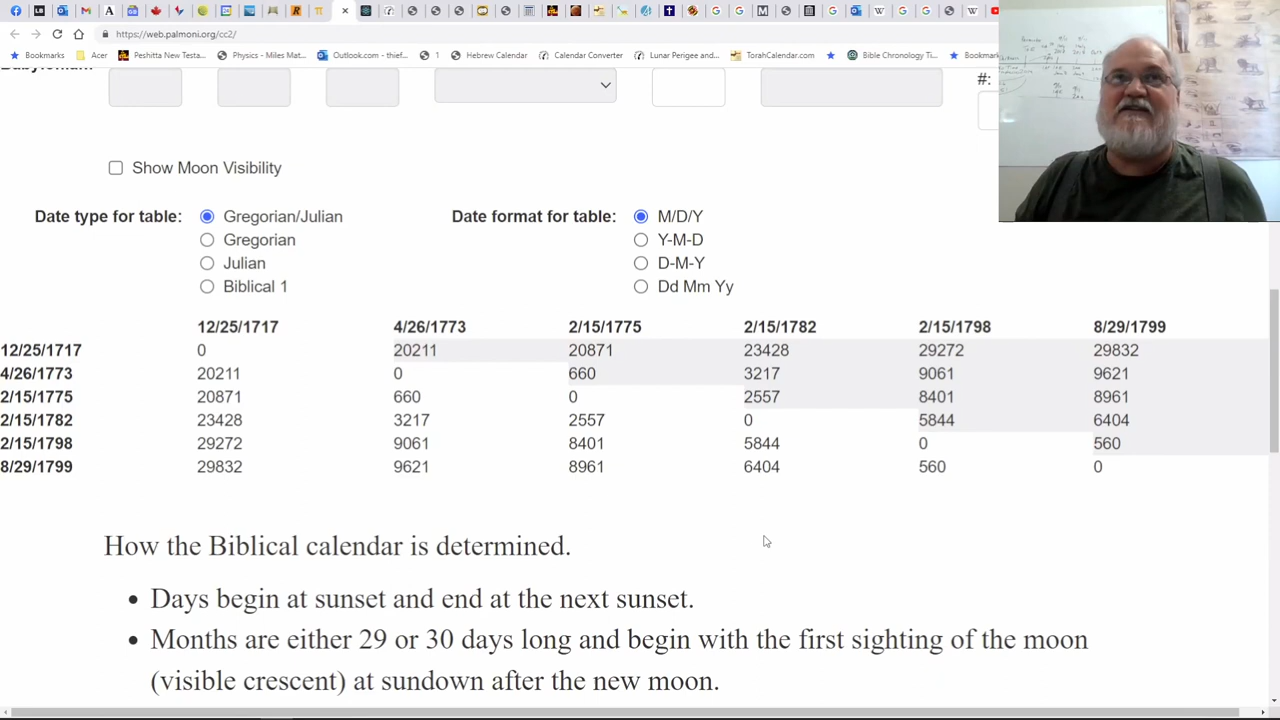 https://web.palmoni.org/cc2/
Bookmarks Acer Peshitta New Testa... Physics - Miles Mat... Outlook.com - thief... 1 Hebrew Calendar Calendar Converter Lunar Perigee and... TorahCalendar.com Bible Chronology Ti... Bookmark
#:
Show Moon Visibility
Date type for table: Gregorian/Julian Date format for table: M/D/Y
Gregorian Y-M-D
Julian D-M-Y
Biblical 1 Dd Mm Yy
12/25/1717 4/26/1773 2/15/1775 2/15/1782 2/15/1798 8/29/1799
12/25/1717 0 20211 20871 23428 29272 29832
4/26/1773 20211 0 660 3217 9061 9621
2/15/1775 20871 660 0 2557 8401 8961
2/15/1782 23428 3217 2557 0 5844 6404
2/15/1798 29272 9061 8401 5844 0 560
8/29/1799 29832 9621 8961 6404 560 0
How the Biblical calendar is determined.
• Days begin at sunset and end at the next sunset.
• Months are either 29 or 30 days long and begin with the first sighting of the moon
(visible crescent) at sundown after the new moon.